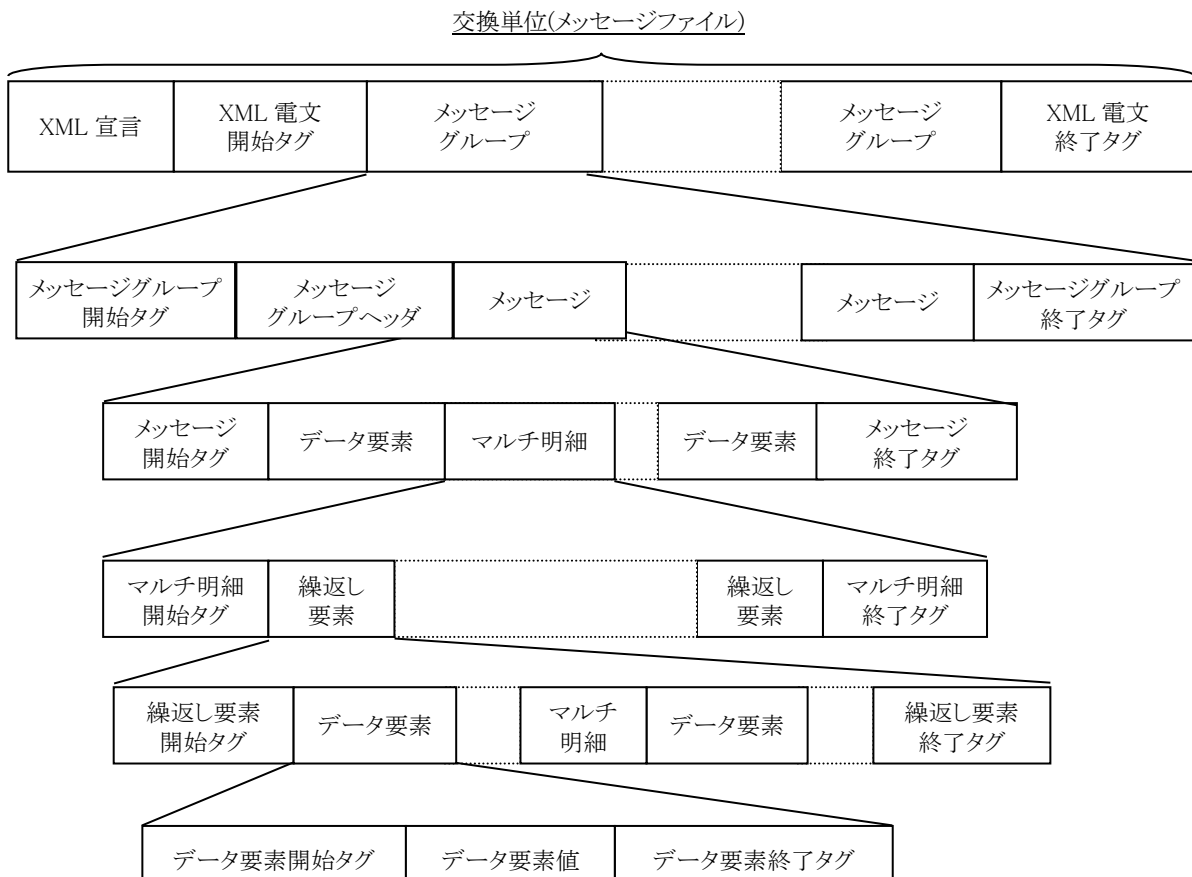 交換単位(メッセージファイル)
XML 宣言
XML 電文
開始タグ
メッセージ
グループ
メッセージ
グループ
XML 電文
終了タグ
メッセージグループ
開始タグ
メッセージ
グループヘッダ
メッセージ
メッセージ
メッセージグループ
終了タグ
メッセージ
開始タグ
データ要素
マルチ明細
データ要素
メッセージ
終了タグ
マルチ明細
開始タグ
繰返し
要素
繰返し
要素
マルチ明細
終了タグ
繰返し要素
開始タグ
データ要素
マルチ
明細
データ要素
繰返し要素
終了タグ
データ要素開始タグ
データ要素値
データ要素終了タグ